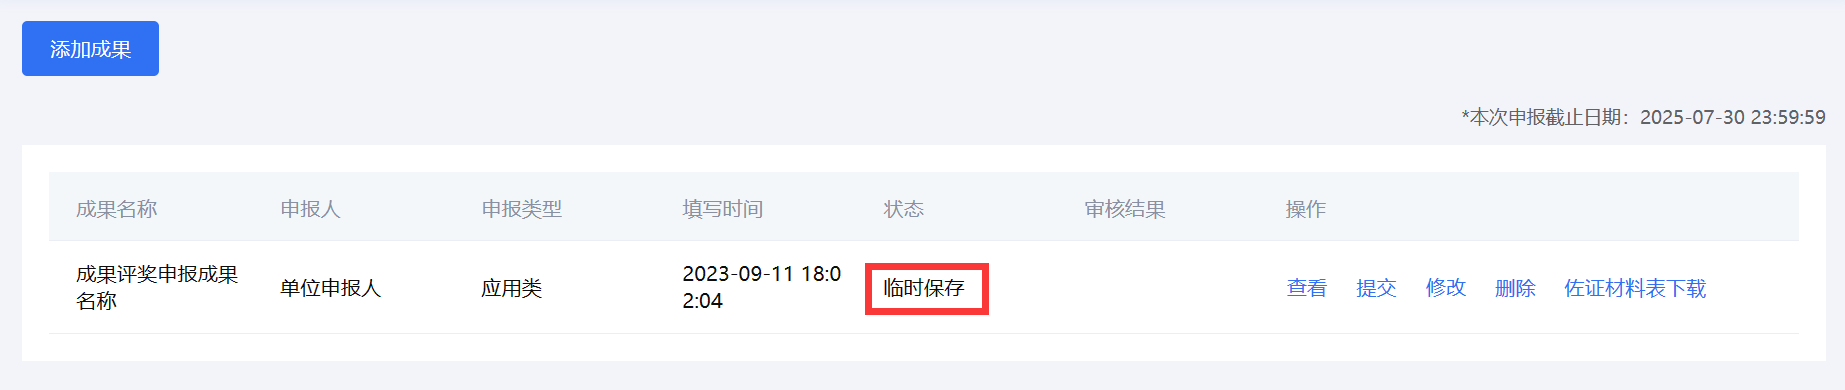 添加成果
*本次申报截止日期：2025-07-30 23:59:59
成果名称 申报人 申报类型 填写时间 状态 审核结果 操作
成果评奖申报成果
名称
单位申报人
应用类
2023-09-11 18:0
2:04
临时保存
查看 提交 修改 删除 佐证材料表下载